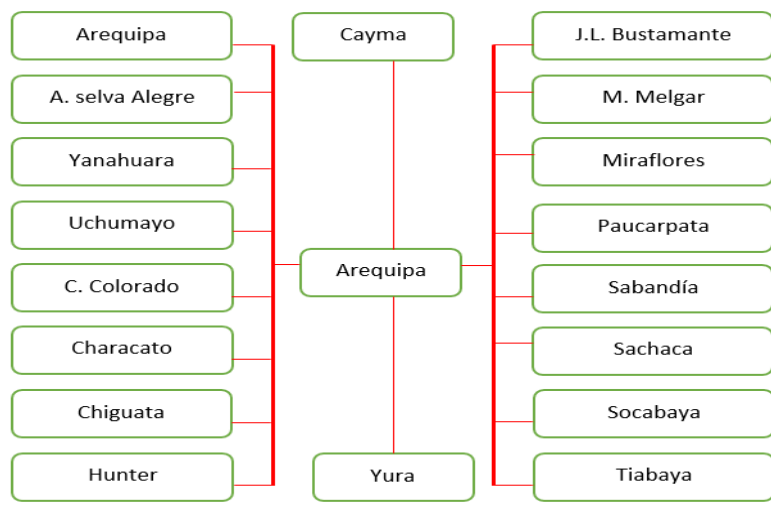 Arequipa
A. selva Alegre
Yanahuara
Uchumayo
C. Colorado
Characato
Chiguata
Hunter
Cayma
Arequipa
Yura
J.L. Bustamante
M. Melgar
Miraflores
Paucarpata
Sabandía
Sachaca
Socabaya
Tiabaya